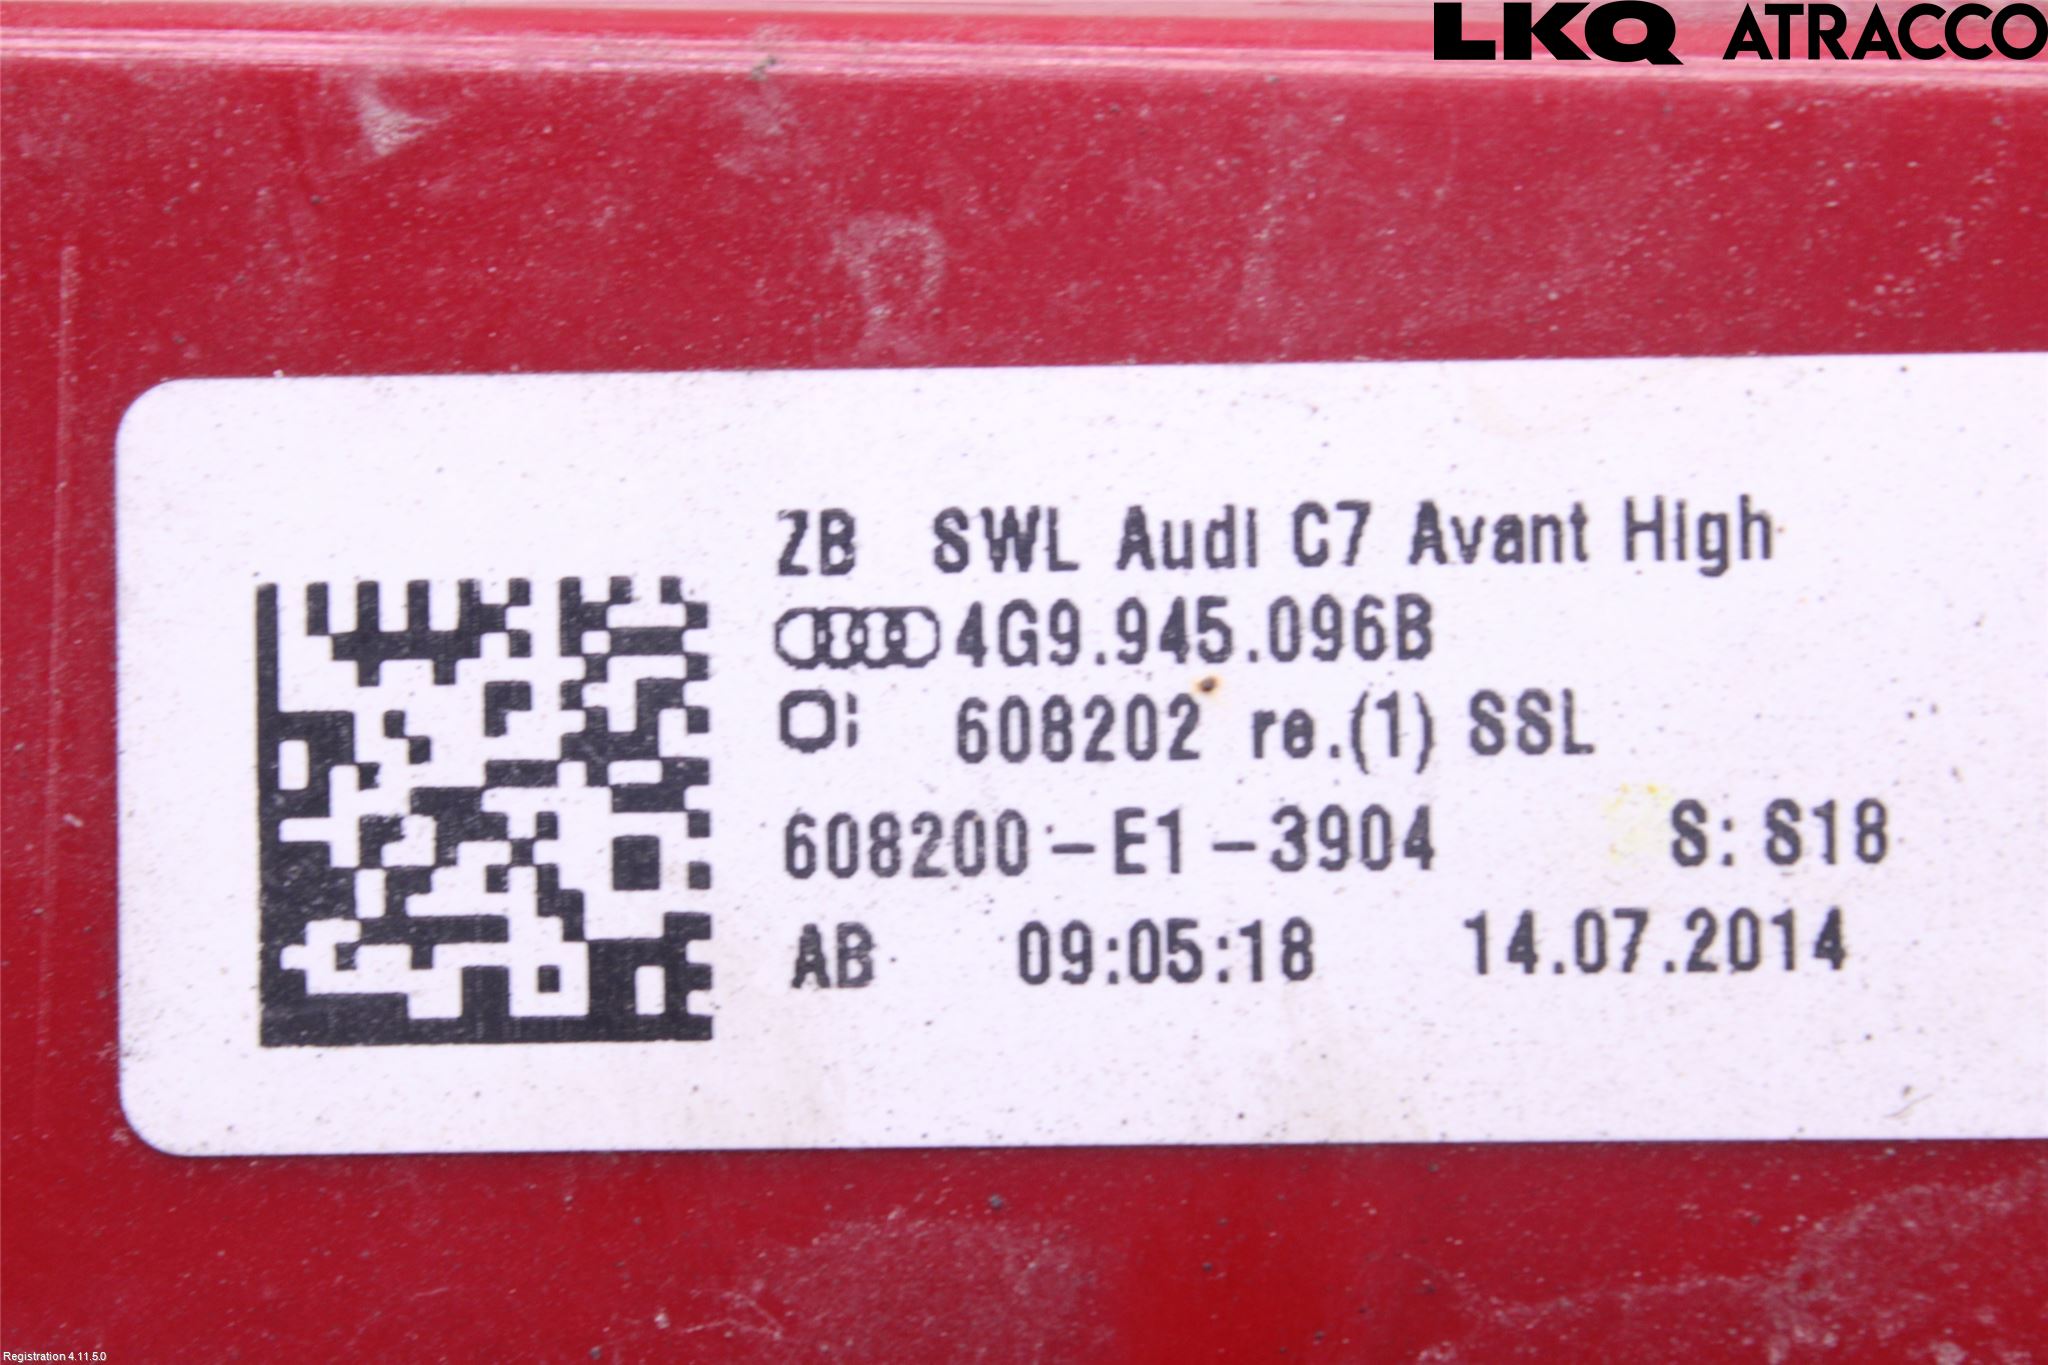 LKQ ATRACCO
ZB SWL Audi C7 Avant High
4G9.945.096B
608202 re.(1) SSL
608200-E1-3904 S: S18
AB 09:05:18 14.07.2014
Registration 4.11.5.0